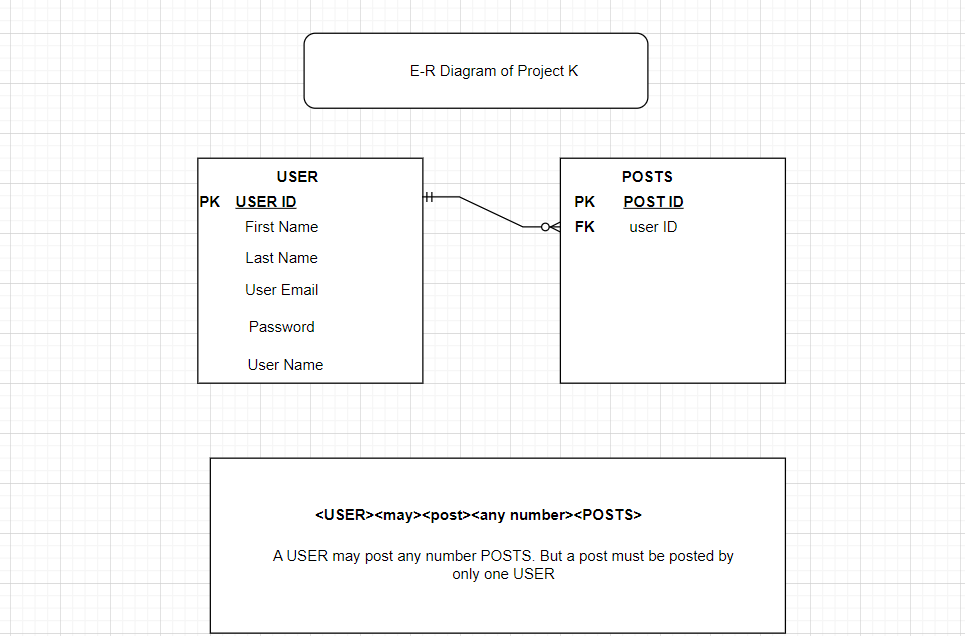 E-R Diagram of Project K
USER
PK USER ID
First Name
Last Name
User Email
Password
User Name
POSTS
PK POST ID
FK user ID
<USER><may><post><any number><POSTS>
A USER may post any number POSTS. But a post must be posted by
only one USER